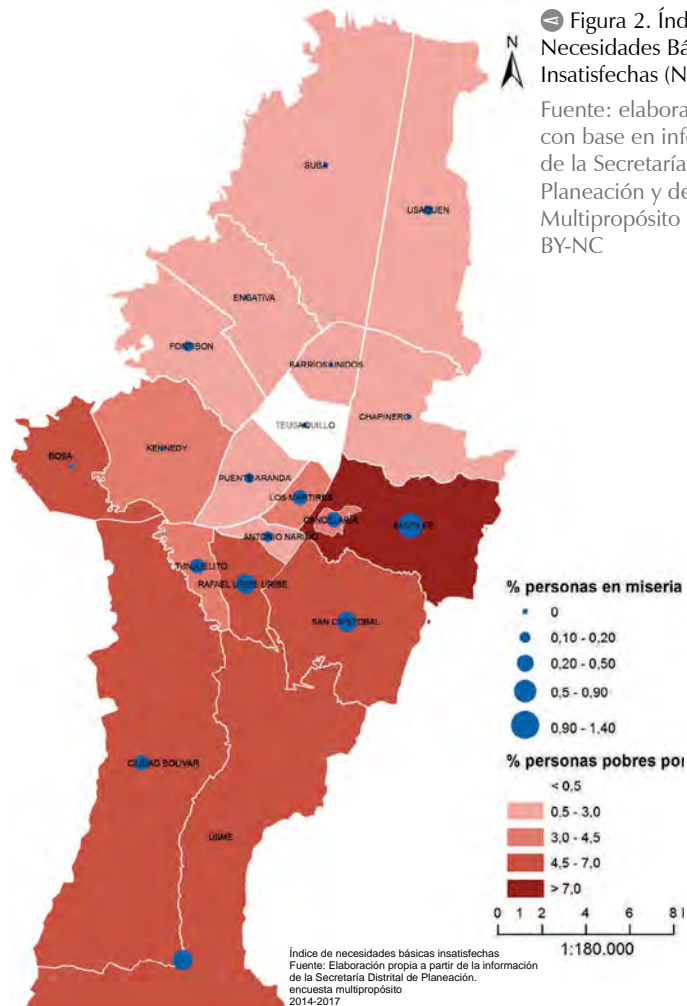 Figura 2. Índ
Necesidades Bá
Insatisfechas (N
Fuente: elabora
con base en info
de la Secretaría
Planeación y de
Multipropósito
BY-NC
N
SUBA
USAQUEN
ENGATIVA
FONTIBON
BARRIOS UNIDOS
CHAPINERO
TEUSAQUILLO
BOSA
KENNEDY
PUENTE ARANDA
LOS MARTIRES
CANDELARIA
SANTA FE
ANTONIO NARIÑO
TUNJUELITO
RAFAEL URIBE URIBE
SAN CRISTOBAL
CIUDAD BOLIVAR
USME
% personas en miseria
0
0,10 - 0,20
0,20 - 0,50
0,5 - 0,90
0,90 - 1,40
% personas pobres por
< 0,5
0,5 - 3,0
3,0 - 4,5
4,5 - 7,0
> 7,0
0 1 2 4 6 8
1:180.000
Índice de necesidades básicas insatisfechas
Fuente: Elaboración propia a partir de la información
de la Secretaría Distrital de Planeación.
encuesta multipropósito
2014-2017